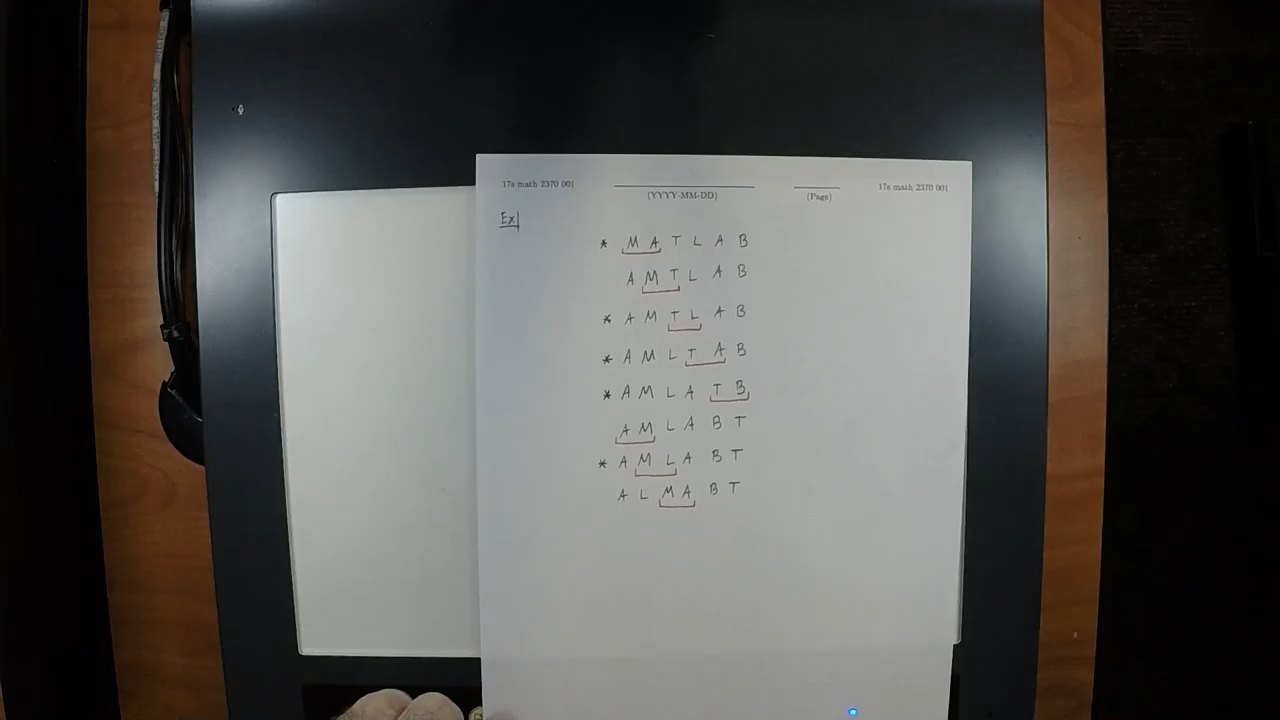 17s math 2370 001 (YYYY-MM-DD) (Page) 17s math 2370 001
Ex
* M A T L A B
A M T L A B
* A M T L A B
* A M L T A B
* A M L A T B
A M L A B T
* A M L A B T
A L M A B T